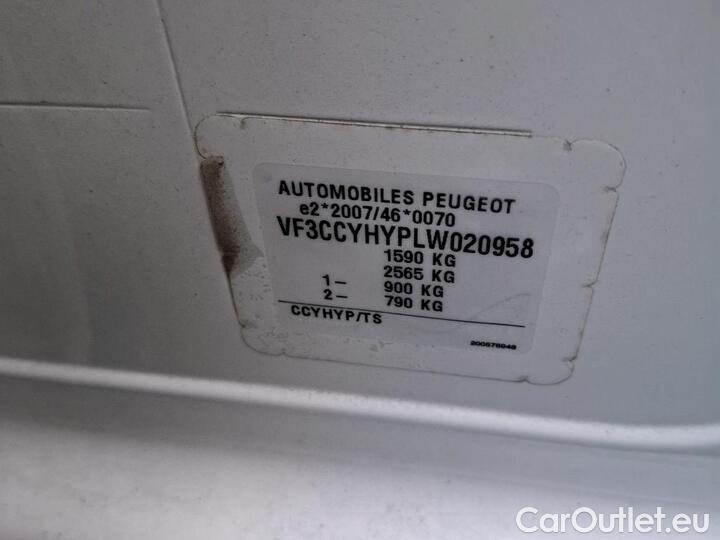 AUTOMOBILES PEUGEOT
e2*2007/46*0070
VF3CCYHYPLW020958
1590 KG
2565 KG
1- 900 KG
2- 790 KG
CCYHYP/TS
200578948
CarOutlet.eu